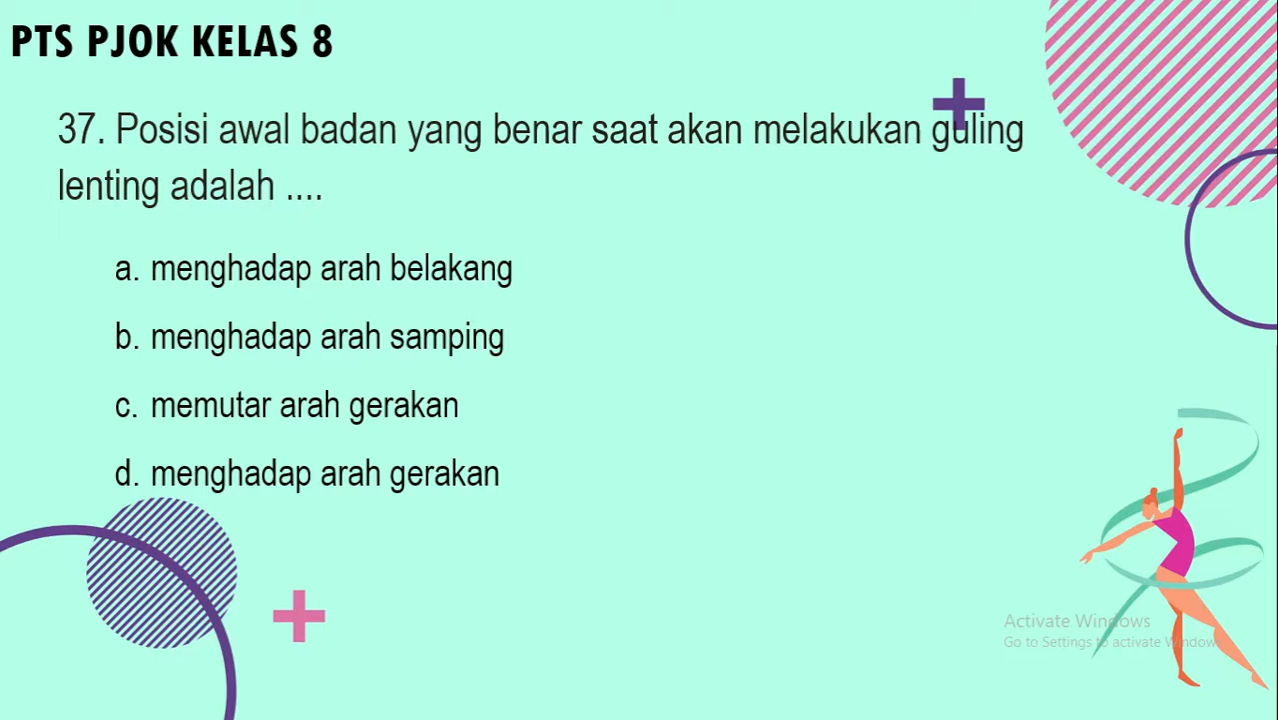 PTS PJOK KELAS 8
37. Posisi awal badan yang benar saat akan melakukan guling
lenting adalah ....
a. menghadap arah belakang
b. menghadap arah samping
c. memutar arah gerakan
d. menghadap arah gerakan
Activate Windows
Go to Settings to activate Windows